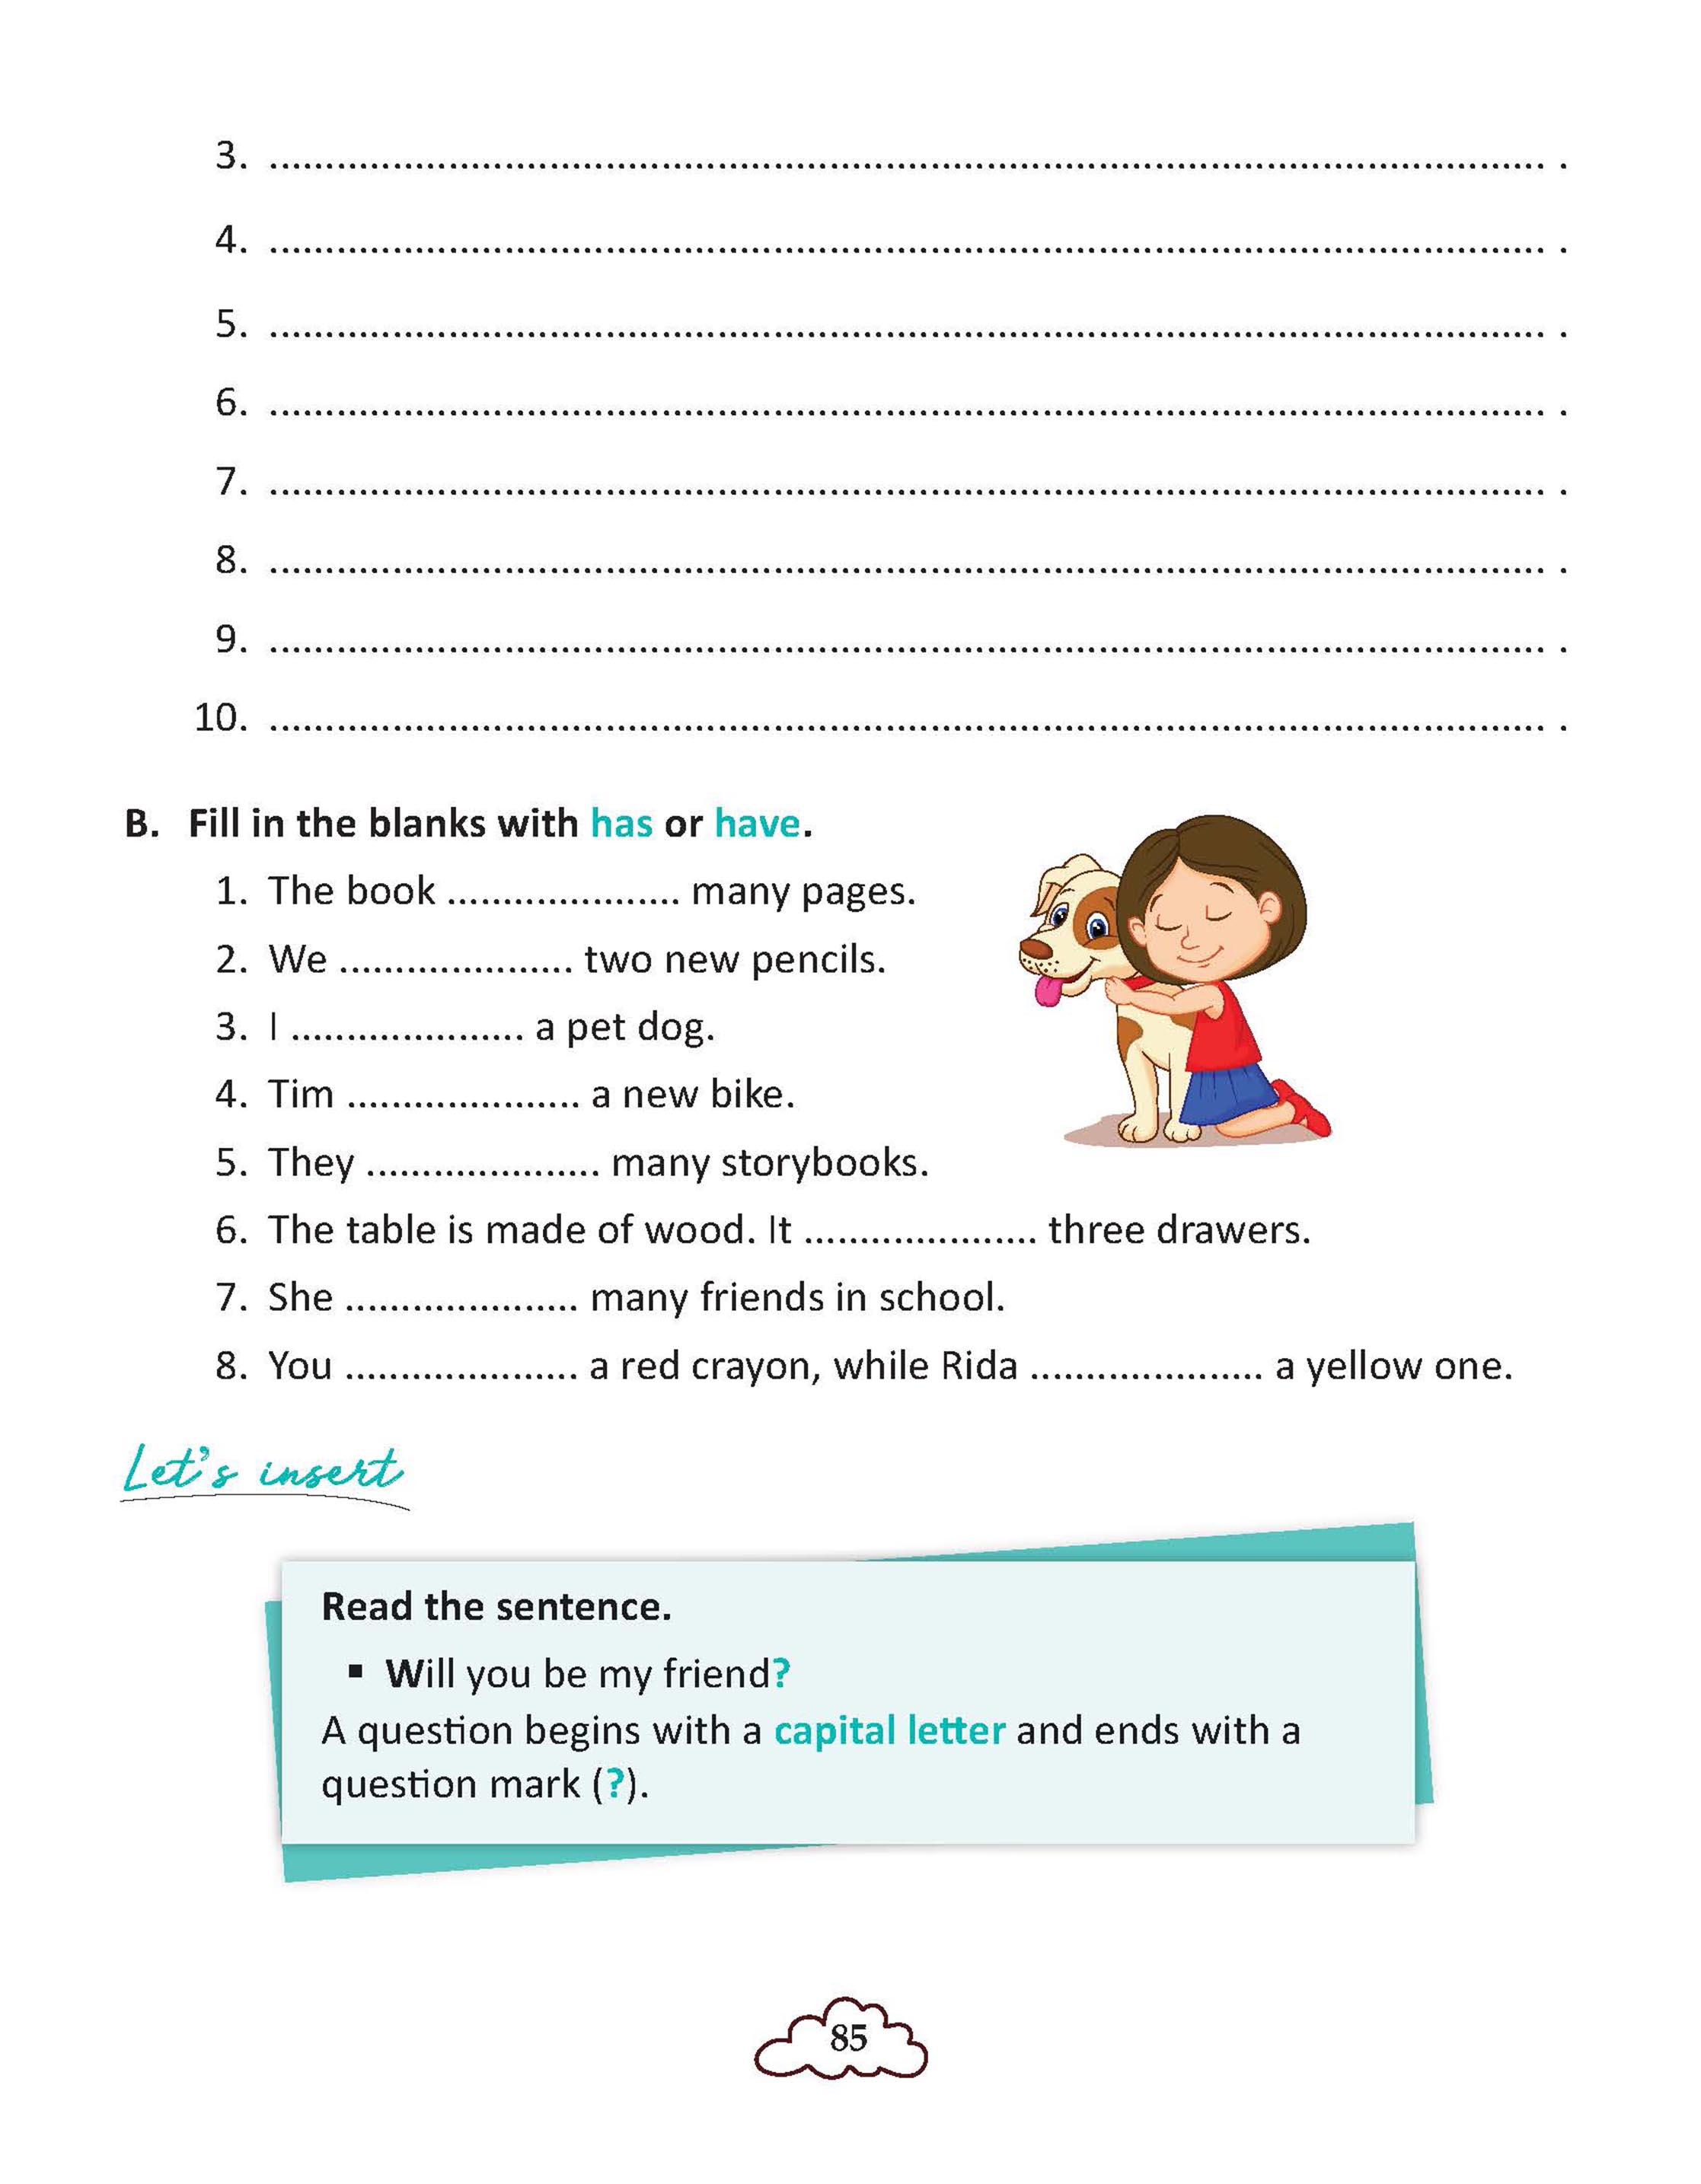 3. .................................................................................................................... .
4. .................................................................................................................... .
5. .................................................................................................................... .
6. .................................................................................................................... .
7. .................................................................................................................... .
8. .................................................................................................................... .
9. .................................................................................................................... .
10. .................................................................................................................... .
B. Fill in the blanks with has or have.
1. The book ..................... many pages.
2. We ..................... two new pencils.
3. I ..................... a pet dog.
4. Tim ..................... a new bike.
5. They ..................... many storybooks.
6. The table is made of wood. It ..................... three drawers.
7. She ..................... many friends in school.
8. You ..................... a red crayon, while Rida ..................... a yellow one.
Let's insert
Read the sentence.
▪ Will you be my friend?
A question begins with a capital letter and ends with a
question mark (?).
85